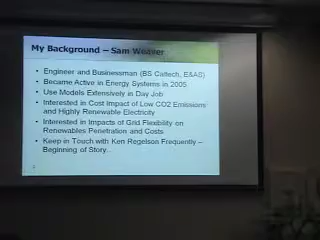 My Background – Sam Weaver
• Engineer and Businessman (BS Caltech, E&AS)
• Became Active in Energy Systems in 2005
• Use Models Extensively in Day Job
• Interested in Cost Impact of Low CO2 Emissions
and Highly Renewable Electricity
• Interested in Impacts of Grid Flexibility on
Renewables Penetration and Costs
• Keep in Touch with Ken Regelson Frequently –
Beginning of Story…